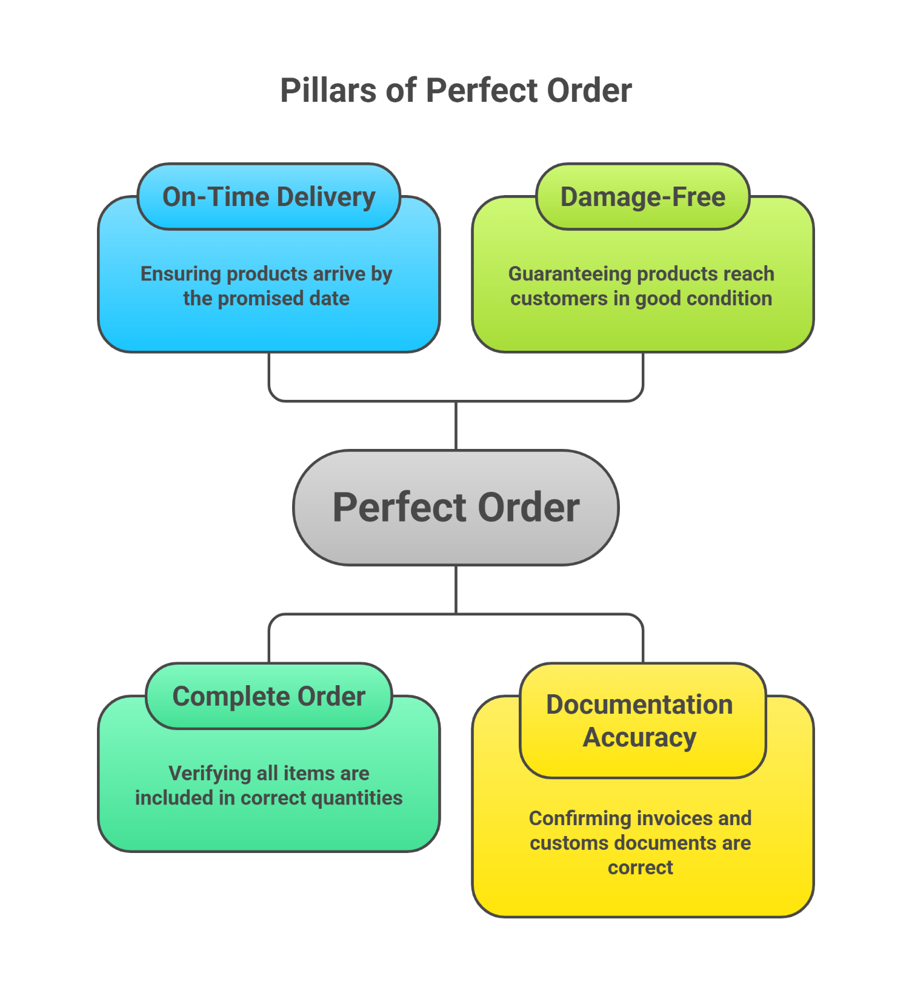 Pillars of Perfect Order
On-Time Delivery
Ensuring products arrive by
the promised date
Damage-Free
Guaranteeing products reach
customers in good condition
Perfect Order
Complete Order
Verifying all items are
included in correct quantities
Documentation
Accuracy
Confirming invoices and
customs documents are
correct